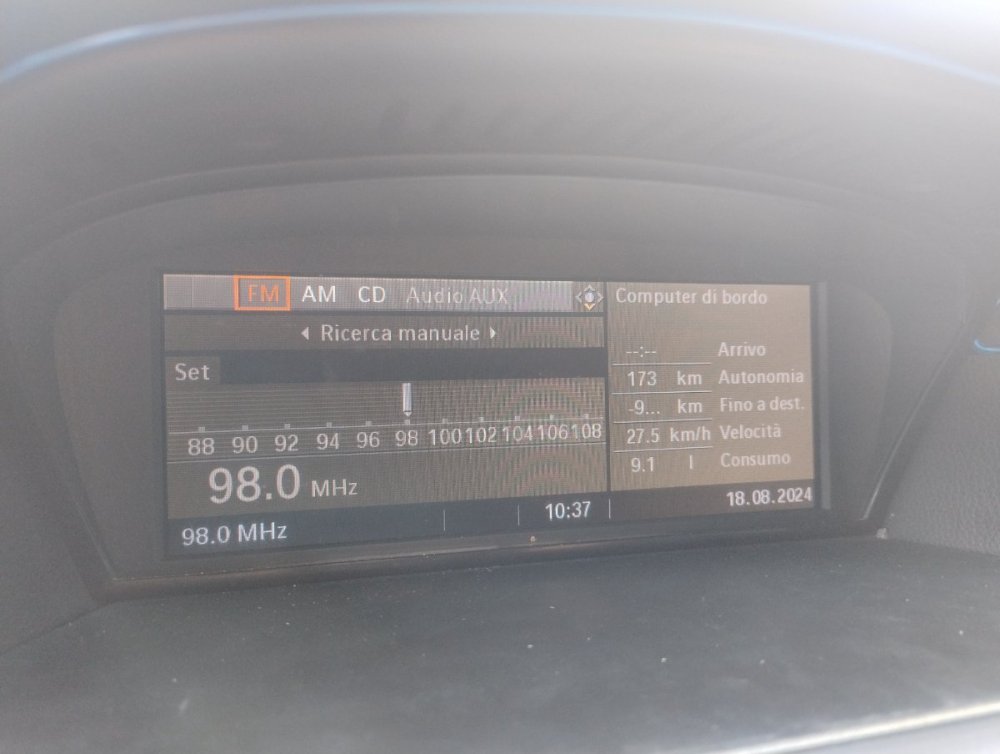 FM AM CD Audio AUX
Ricerca manuale
Set
88 90 92 94 96 98 100 102 104 106 108
98.0 MHz
98.0 MHz
10:37
Computer di bordo
--:-- Arrivo
173 km Autonomia
-9... km Fino a dest.
27.5 km/h Velocità
9.1 l Consumo
18.08.2024